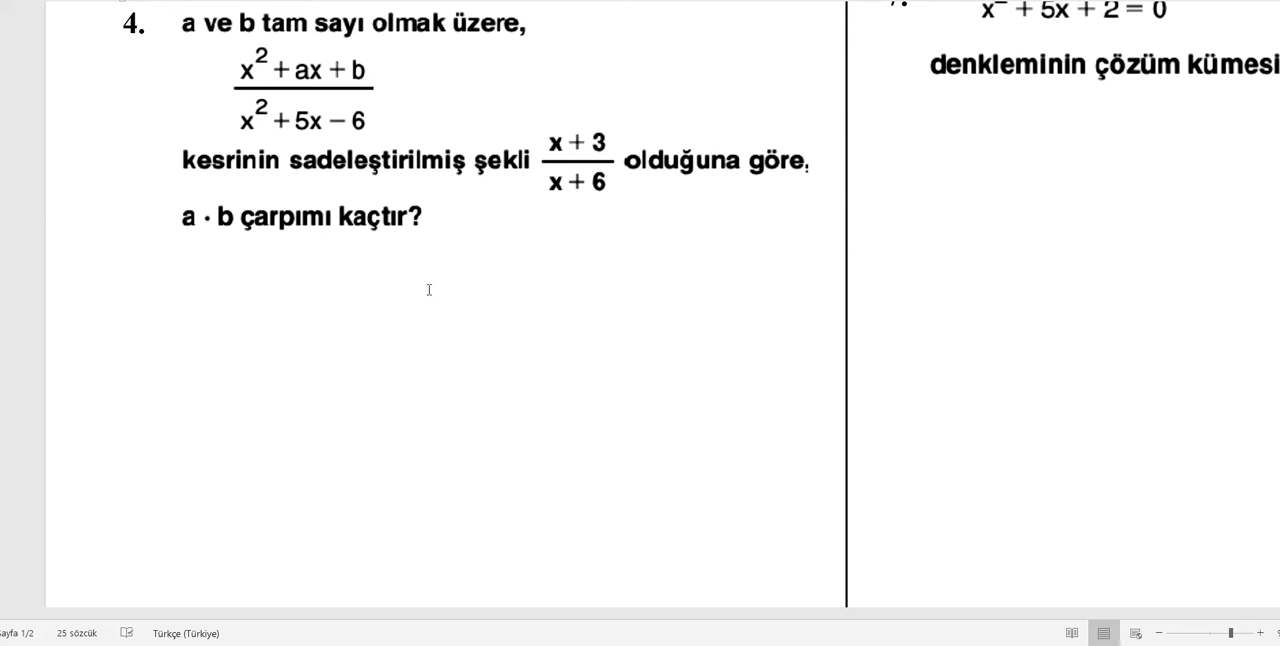 4. a ve b tam sayı olmak üzere,
x² + ax + b
x² + 5x − 6
kesrinin sadeleştirilmiş şekli x + 3 / x + 6 olduğuna göre,
a · b çarpımı kaçtır?
x² + 5x + 2 = 0
denkleminin çözüm kümesi
Sayfa 1/2 25 sözcük Türkçe (Türkiye)